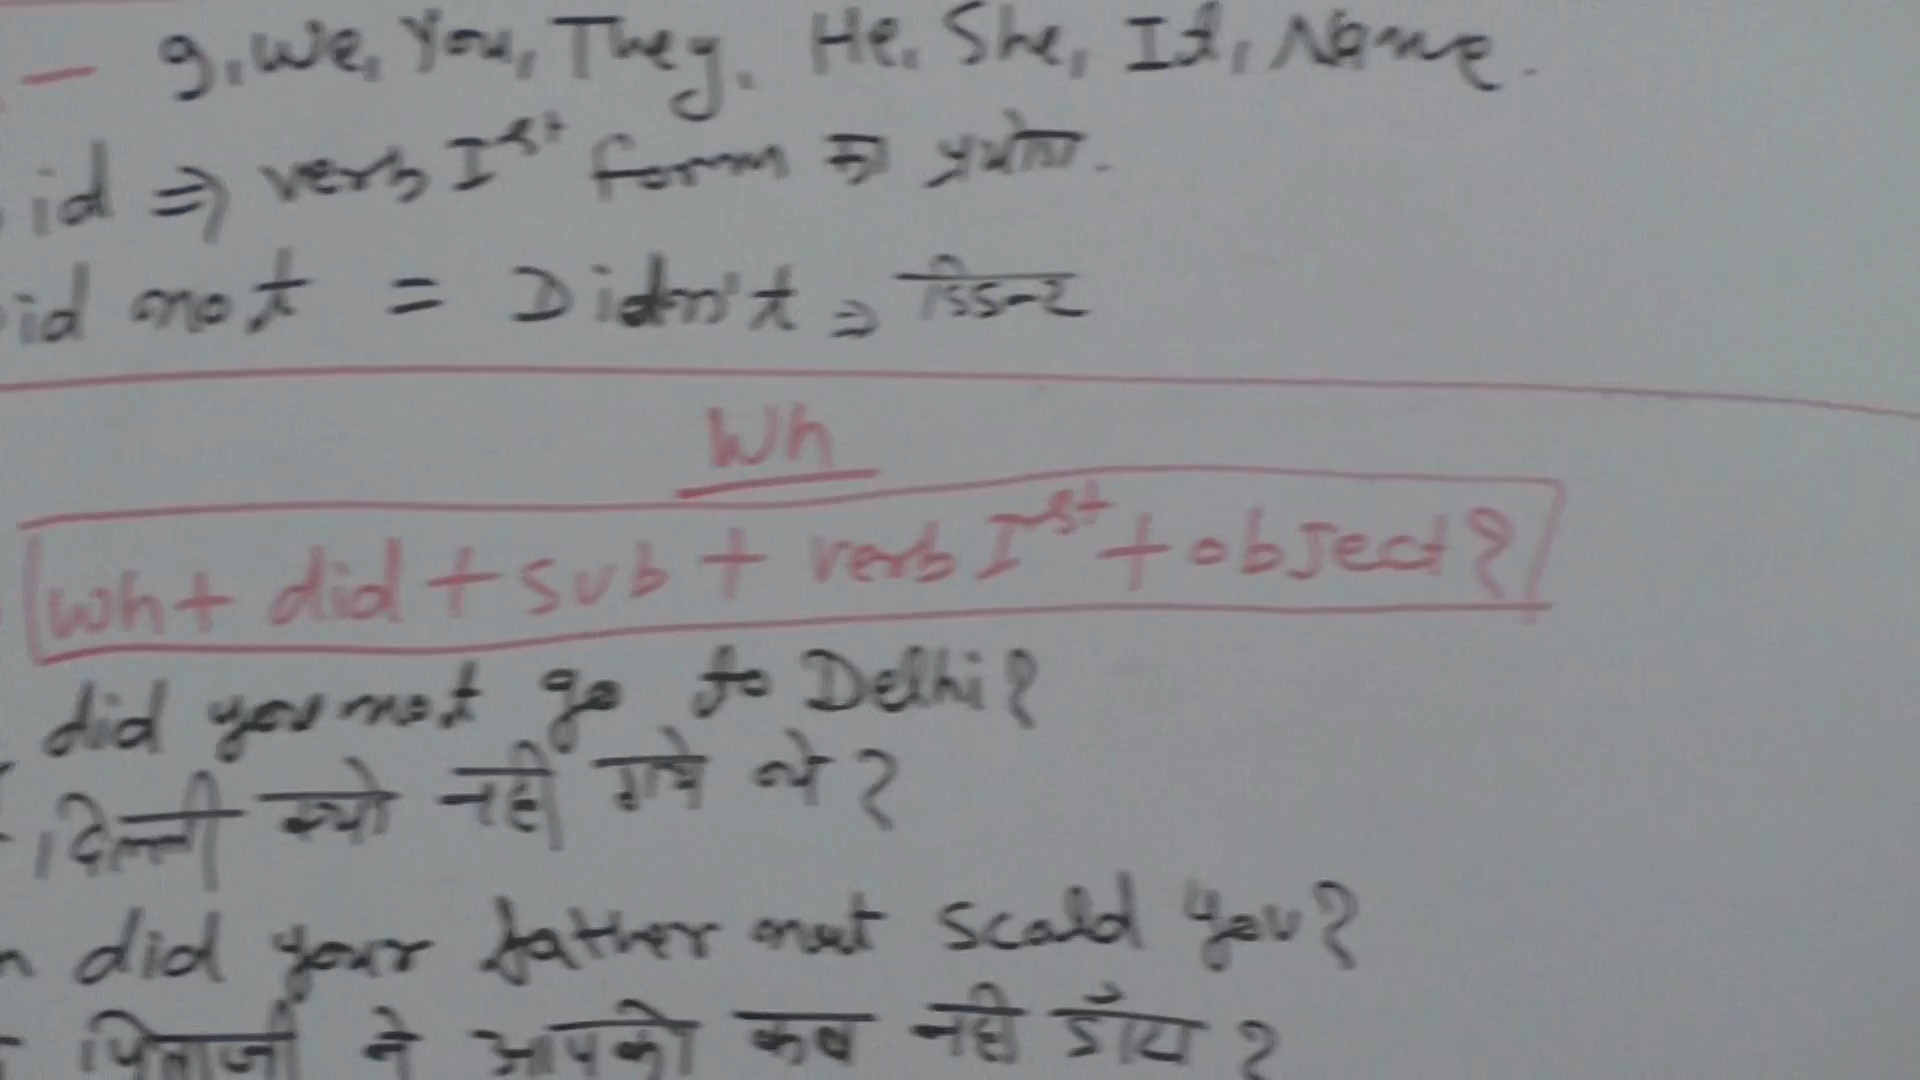 — I, We, You, They. He, She, It, Name.
id ⇒ verb Ist form का प्रयोग.
id not = Didn't ⇒ डिडन्ट
Wh
Wh + did + sub + verb Ist + object?
did you not go to Delhi?
दिल्ली क्यो नही गये थे?
n did your father not scald you?
पिताजी ने आपको कब नही डाँटा?